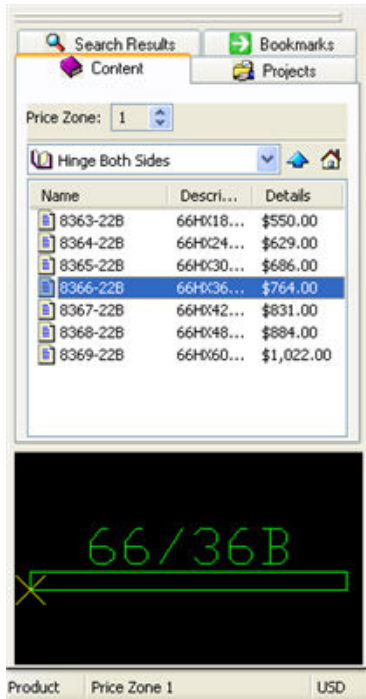 Search Results Bookmarks
Content Projects
Price Zone: 1
Hinge Both Sides
Name Descri... Details
8363-22B 66HX18... $550.00
8364-22B 66HX24... $629.00
8365-22B 66HX30... $686.00
8366-22B 66HX36... $764.00
8367-22B 66HX42... $831.00
8368-22B 66HX48... $884.00
8369-22B 66HX60... $1,022.00
66/36B
Product Price Zone 1 USD